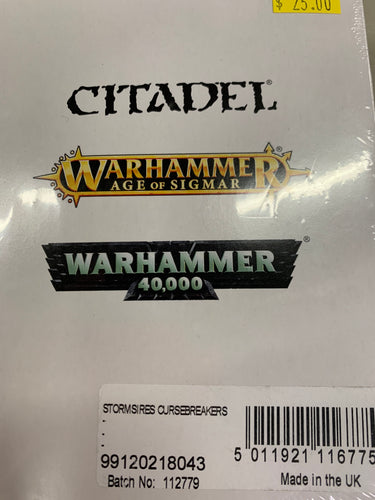 $ 25.00
CITADEL®
WARHAMMER®
AGE OF SIGMAR
WARHAMMER®
40,000
STORMSIRES CURSEBREAKERS
-
-
-
99120218043
Batch No: 112779
5 011921 116775
Made in the UK